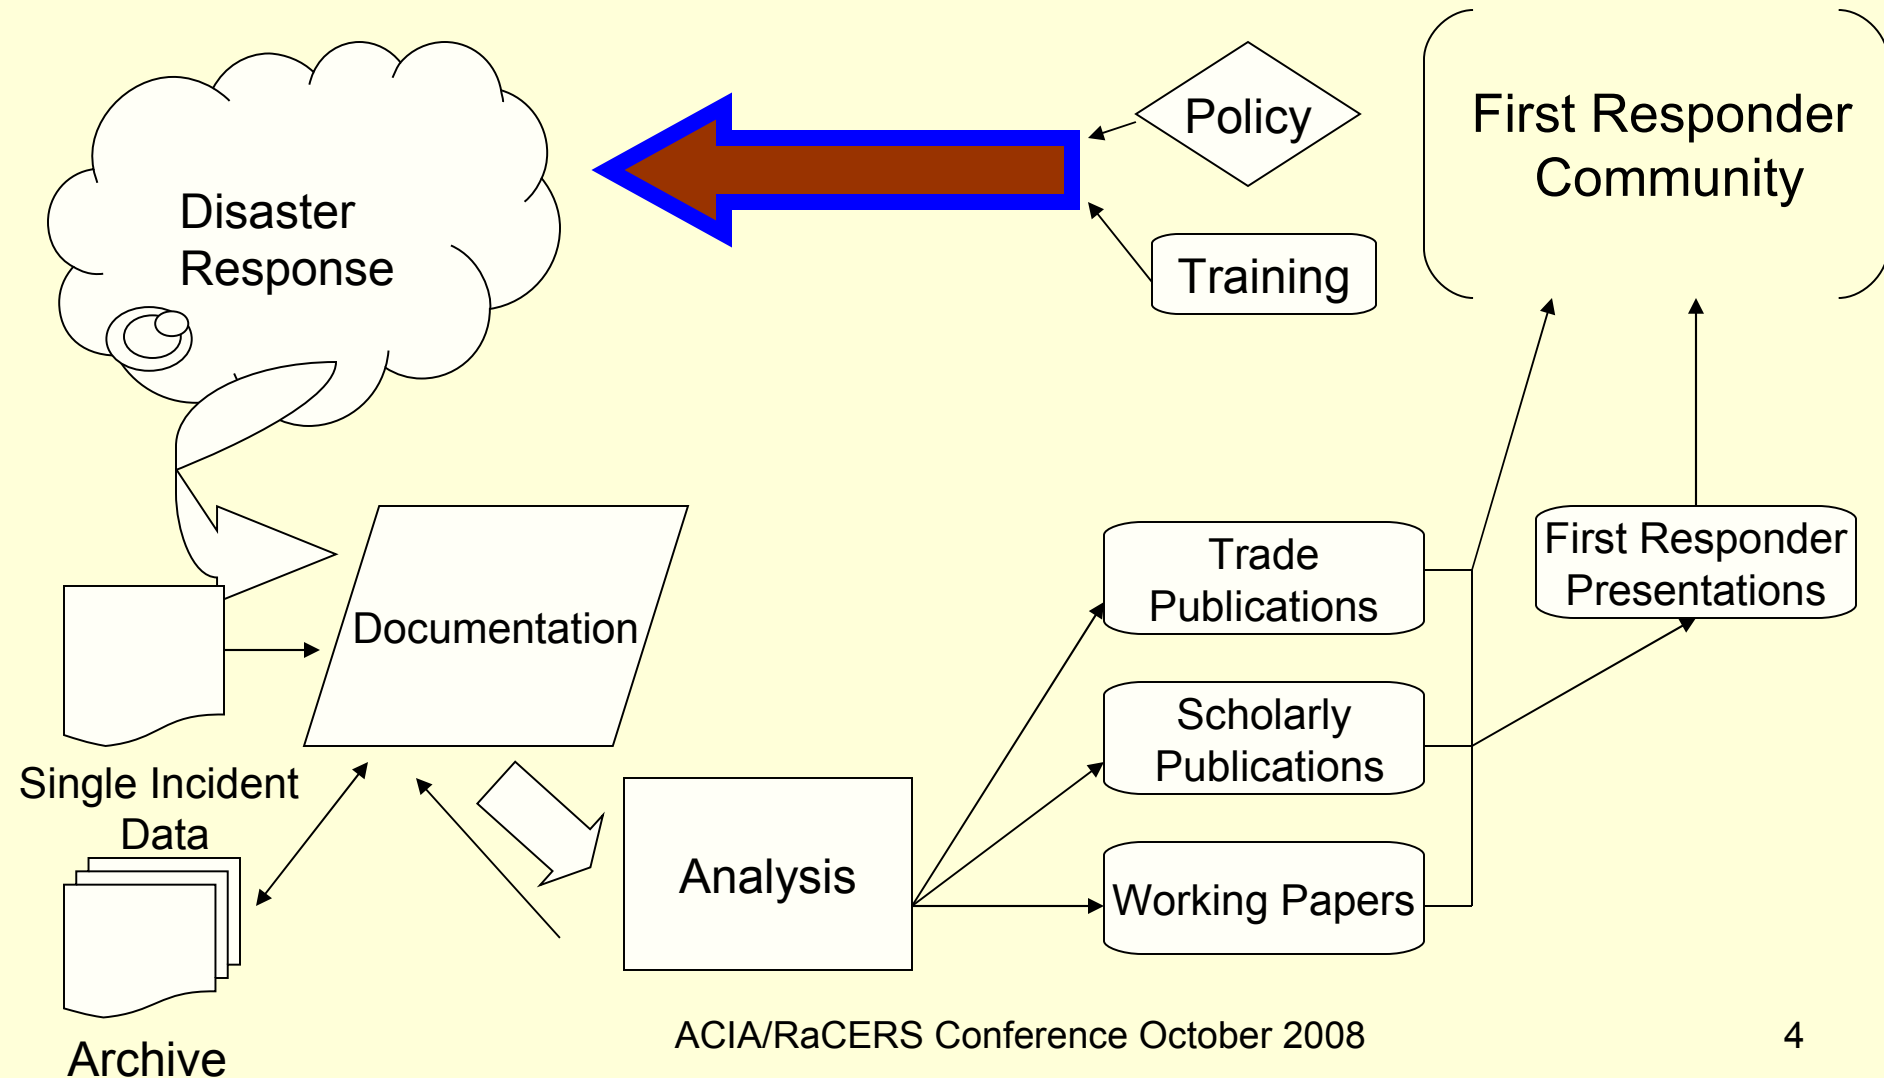 Disaster
Response
Policy
Training
First Responder
Community
Documentation
Single Incident
Data
Archive
Analysis
Trade
Publications
Scholarly
Publications
Working Papers
First Responder
Presentations
ACIA/RaCERS Conference October 2008
4